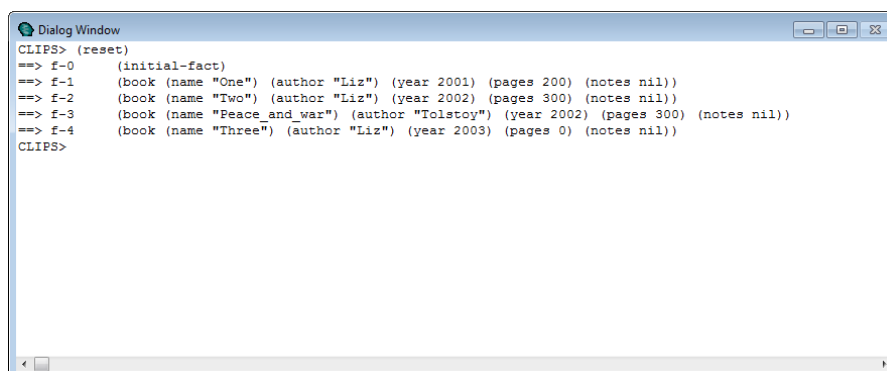 Dialog Window
CLIPS> (reset)
==> f-0     (initial-fact)
==> f-1     (book (name "One") (author "Liz") (year 2001) (pages 200) (notes nil))
==> f-2     (book (name "Two") (author "Liz") (year 2002) (pages 300) (notes nil))
==> f-3     (book (name "Peace_and_war") (author "Tolstoy") (year 2002) (pages 300) (notes nil))
==> f-4     (book (name "Three") (author "Liz") (year 2003) (pages 0) (notes nil))
CLIPS>